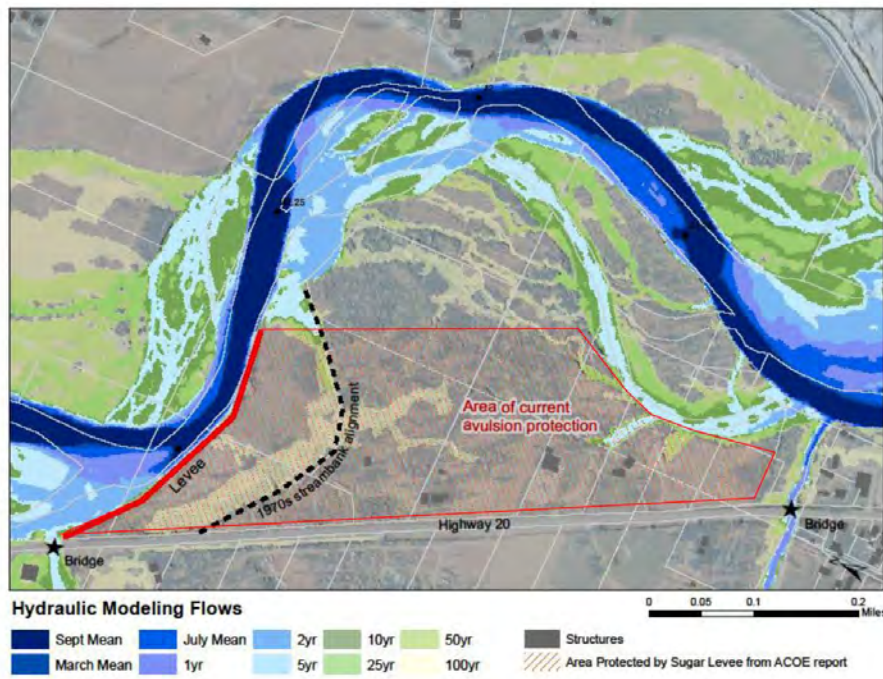 .25
Levee
1970s streambank alignment
Area of current
avulsion protection
Highway 20
Bridge
Bridge
N
Hydraulic Modeling Flows
0 0.05 0.1 0.2
Miles
Sept Mean
July Mean
2yr
10yr
50yr
Structures
March Mean
1yr
5yr
25yr
100yr
Area Protected by Sugar Levee from ACOE report